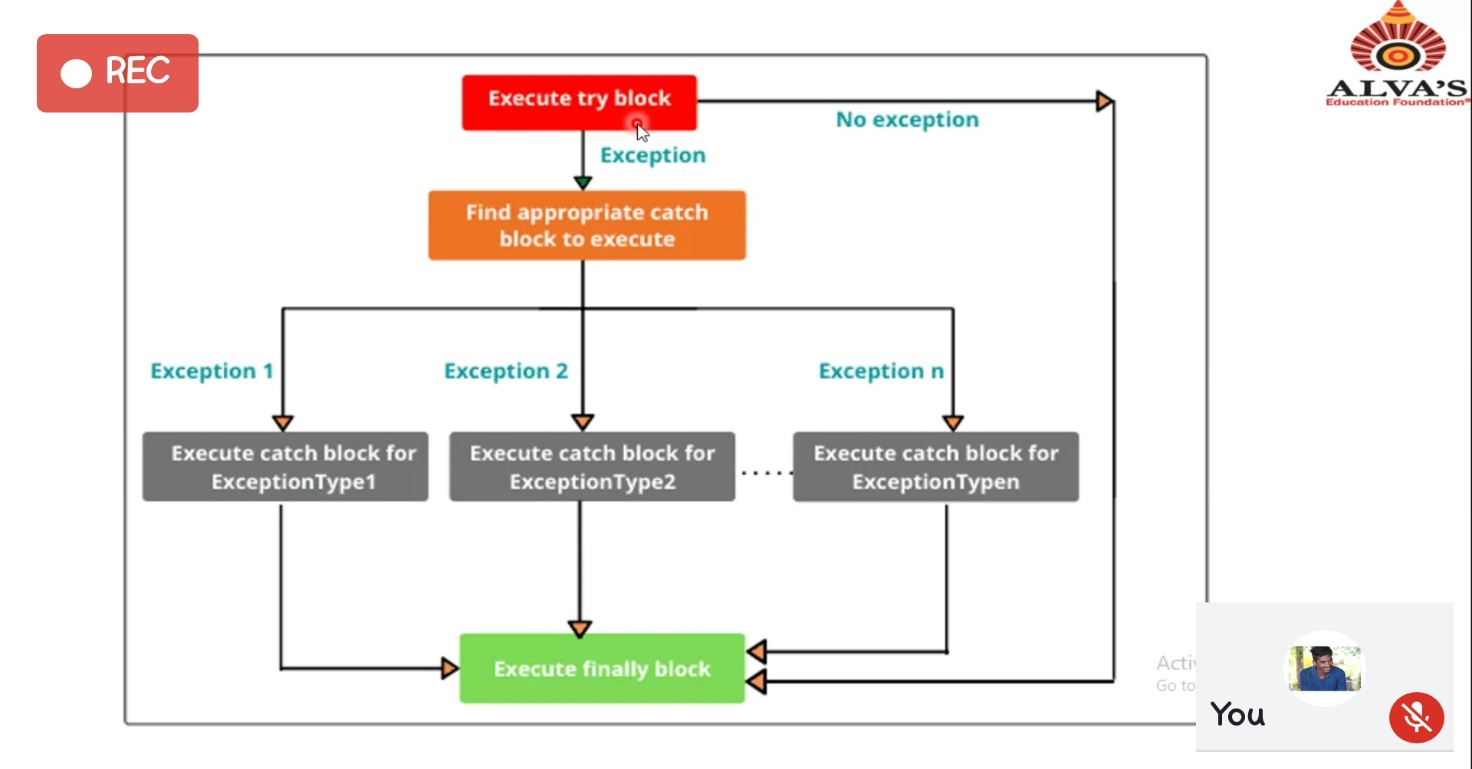 REC
ALVA'S
Education Foundation
Execute try block
No exception
Exception
Find appropriate catch
block to execute
Exception 1
Exception 2
Exception n
Execute catch block for
ExceptionType1
Execute catch block for
ExceptionType2
.....
Execute catch block for
ExceptionTypen
Execute finally block
Go to
You